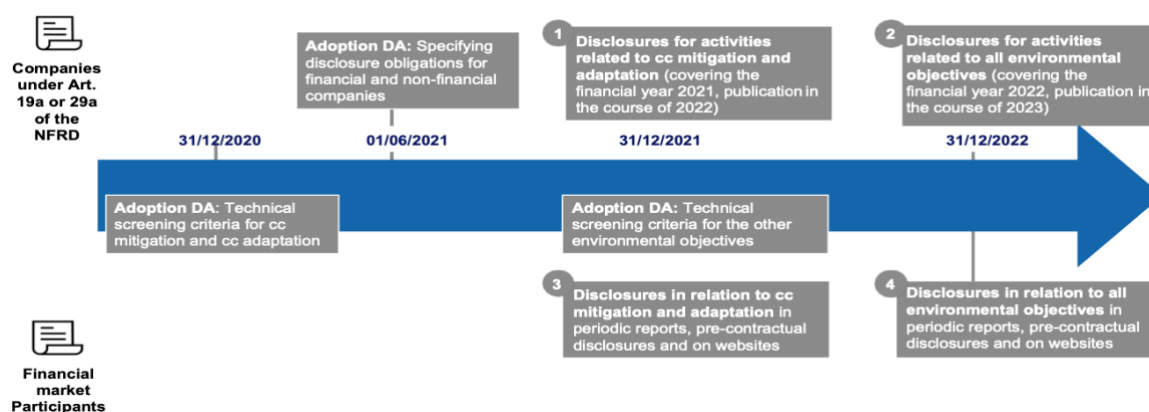 Companies
under Art.
19a or 29a
of the
NFRD
Adoption DA: Specifying
disclosure obligations for
financial and non-financial
companies
1
Disclosures for activities
related to cc mitigation and
adaptation (covering the
financial year 2021, publication in
the course of 2022)
2
Disclosures for activities
related to all environmental
objectives (covering the
financial year 2022, publication in
the course of 2023)
31/12/2020
01/06/2021
31/12/2021
31/12/2022
Adoption DA: Technical
screening criteria for cc
mitigation and cc adaptation
Adoption DA: Technical
screening criteria for the other
environmental objectives
3
Disclosures in relation to cc
mitigation and adaptation in
periodic reports, pre-contractual
disclosures and on websites
4
Disclosures in relation to all
environmental objectives in
periodic reports, pre-contractual
disclosures and on websites
Financial
market
Participants